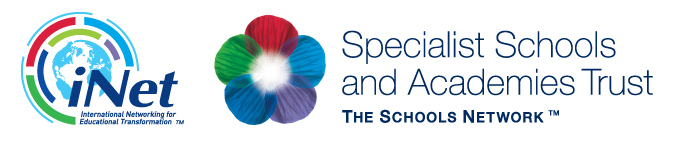 iNet
International Networking for
Educational Transformation ™
Specialist Schools
and Academies Trust
THE SCHOOLS NETWORK ™